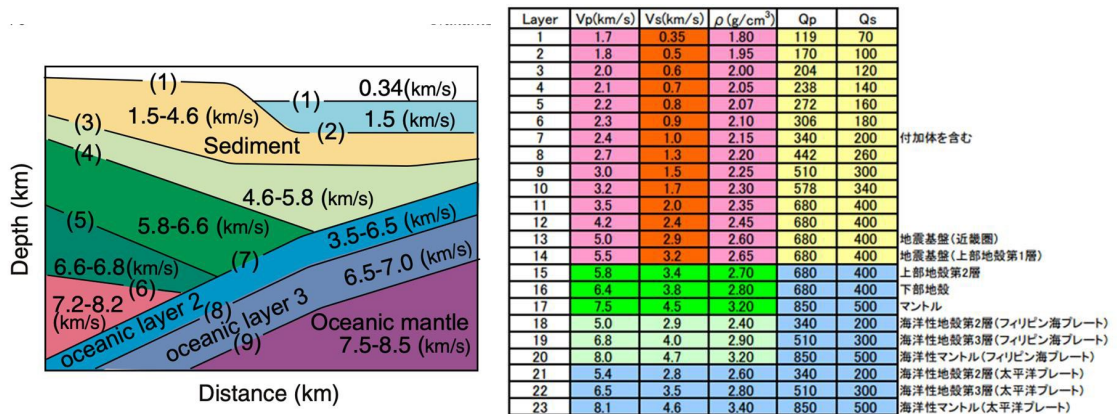 (1)
0.34(km/s)
(1)
1.5-4.6 (km/s)
1.5 (km/s)
(2)
(3)
Sediment
(4)
4.6-5.8 (km/s)
5.8-6.6 (km/s)
3.5-6.5 (km/s)
(5)
(7)
6.6-6.8(km/s)
6.5-7.0 (km/s)
(6)
7.2-8.2
(km/s)
(8)
oceanic layer 2
oceanic layer 3
(9)
Oceanic mantle
7.5-8.5 (km/s)
Depth (km)
Distance (km)
Layer Vp(km/s) Vs(km/s) ρ(g/cm³) Qp Qs
1 1.7 0.35 1.80 119 70
2 1.8 0.5 1.95 170 100
3 2.0 0.6 2.00 204 120
4 2.1 0.7 2.05 238 140
5 2.2 0.8 2.07 272 160
6 2.3 0.9 2.10 306 180
7 2.4 1.0 2.15 340 200 付加体を含む
8 2.7 1.3 2.20 442 260
9 3.0 1.5 2.25 510 300
10 3.2 1.7 2.30 578 340
11 3.5 2.0 2.35 680 400
12 4.2 2.4 2.45 680 400
13 5.0 2.9 2.60 680 400 地震基盤(近畿圏)
14 5.5 3.2 2.65 680 400 地震基盤(上部地殻第1層)
15 5.8 3.4 2.70 680 400 上部地殻第2層
16 6.4 3.8 2.80 680 400 下部地殻
17 7.5 4.5 3.20 850 500 マントル
18 5.0 2.9 2.40 340 200 海洋性地殻第2層(フィリピン海プレート)
19 6.8 4.0 2.90 510 300 海洋性地殻第3層(フィリピン海プレート)
20 8.0 4.7 3.20 850 500 海洋性マントル(フィリピン海プレート)
21 5.4 2.8 2.60 340 200 海洋性地殻第2層(太平洋プレート)
22 6.5 3.5 2.80 510 300 海洋性地殻第3層(太平洋プレート)
23 8.1 4.6 3.40 850 500 海洋性マントル(太平洋プレート)